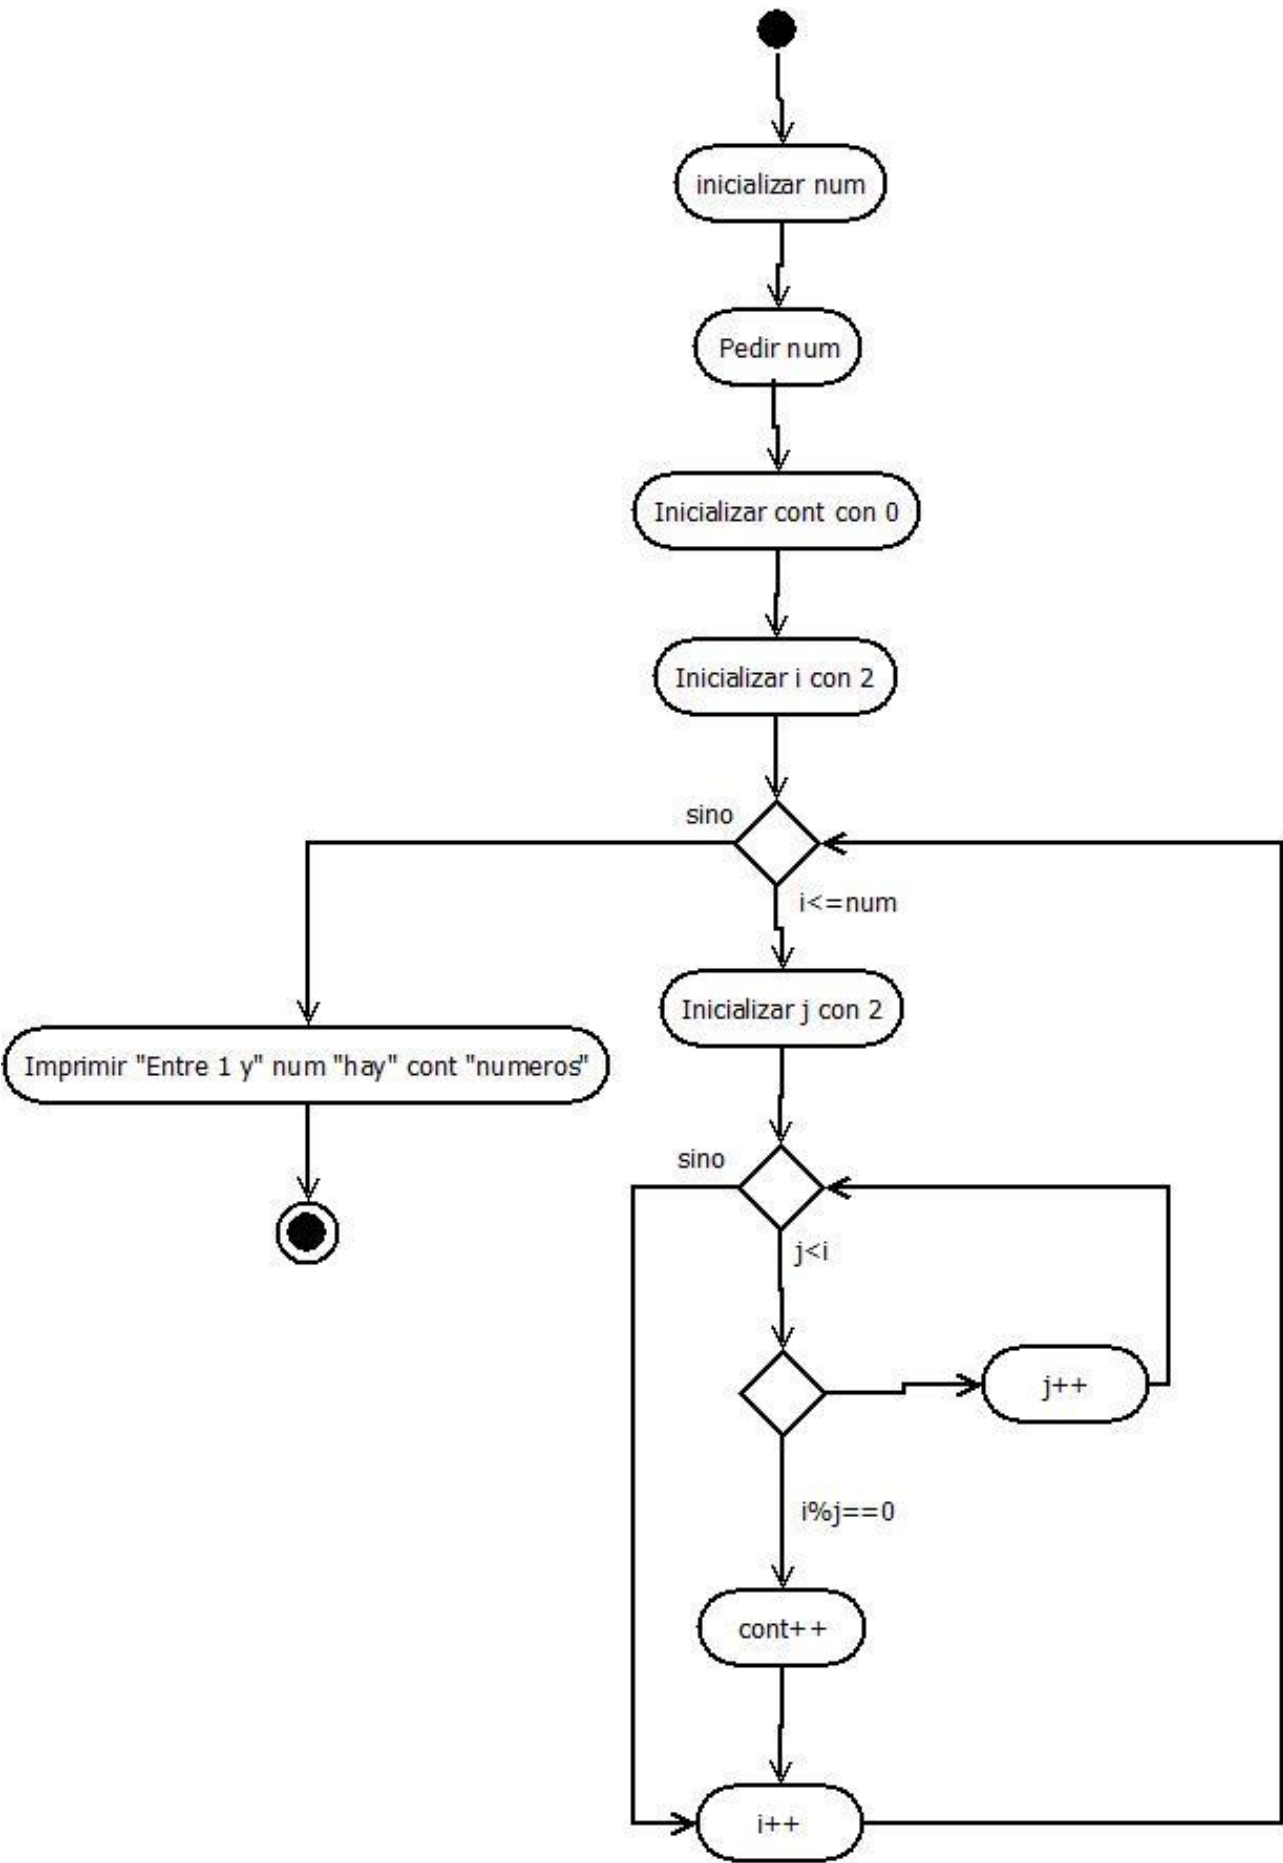 inicializar num
Pedir num
Inicializar cont con 0
Inicializar i con 2
sino
i<=num
Inicializar j con 2
Imprimir "Entre 1 y" num "hay" cont "numeros"
sino
j<i
j++
i%j==0
cont++
i++